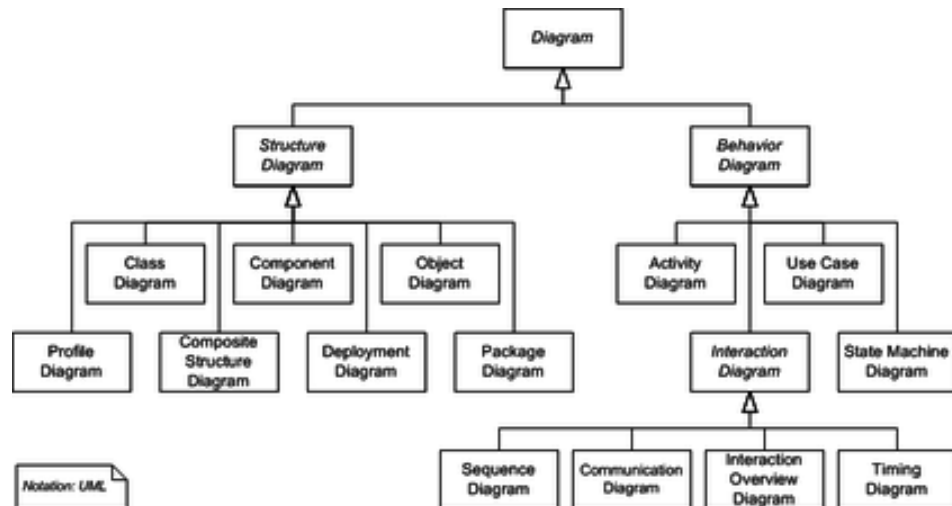 Diagram
Structure
Diagram
Behavior
Diagram
Class
Diagram
Component
Diagram
Object
Diagram
Activity
Diagram
Use Case
Diagram
Profile
Diagram
Composite
Structure
Diagram
Deployment
Diagram
Package
Diagram
Interaction
Diagram
State Machine
Diagram
Sequence
Diagram
Communication
Diagram
Interaction
Overview
Diagram
Timing
Diagram
Notation: UML